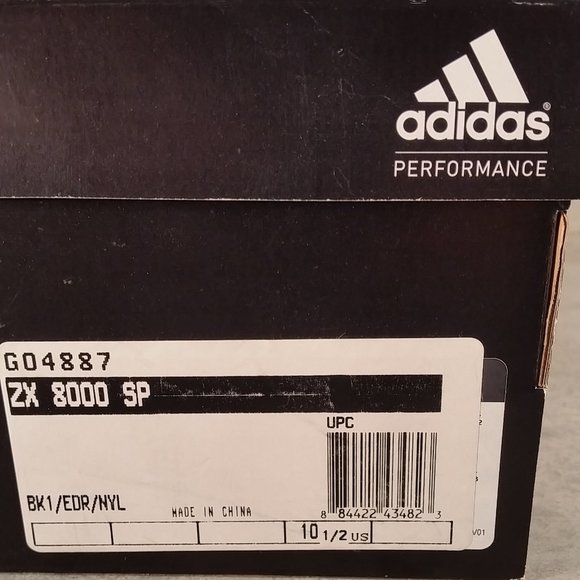 adidas®
PERFORMANCE
G04887
ZX 8000 SP
UPC
8 84422 43482 3
BK1/EDR/NYL
MADE IN CHINA
10 1/2 US